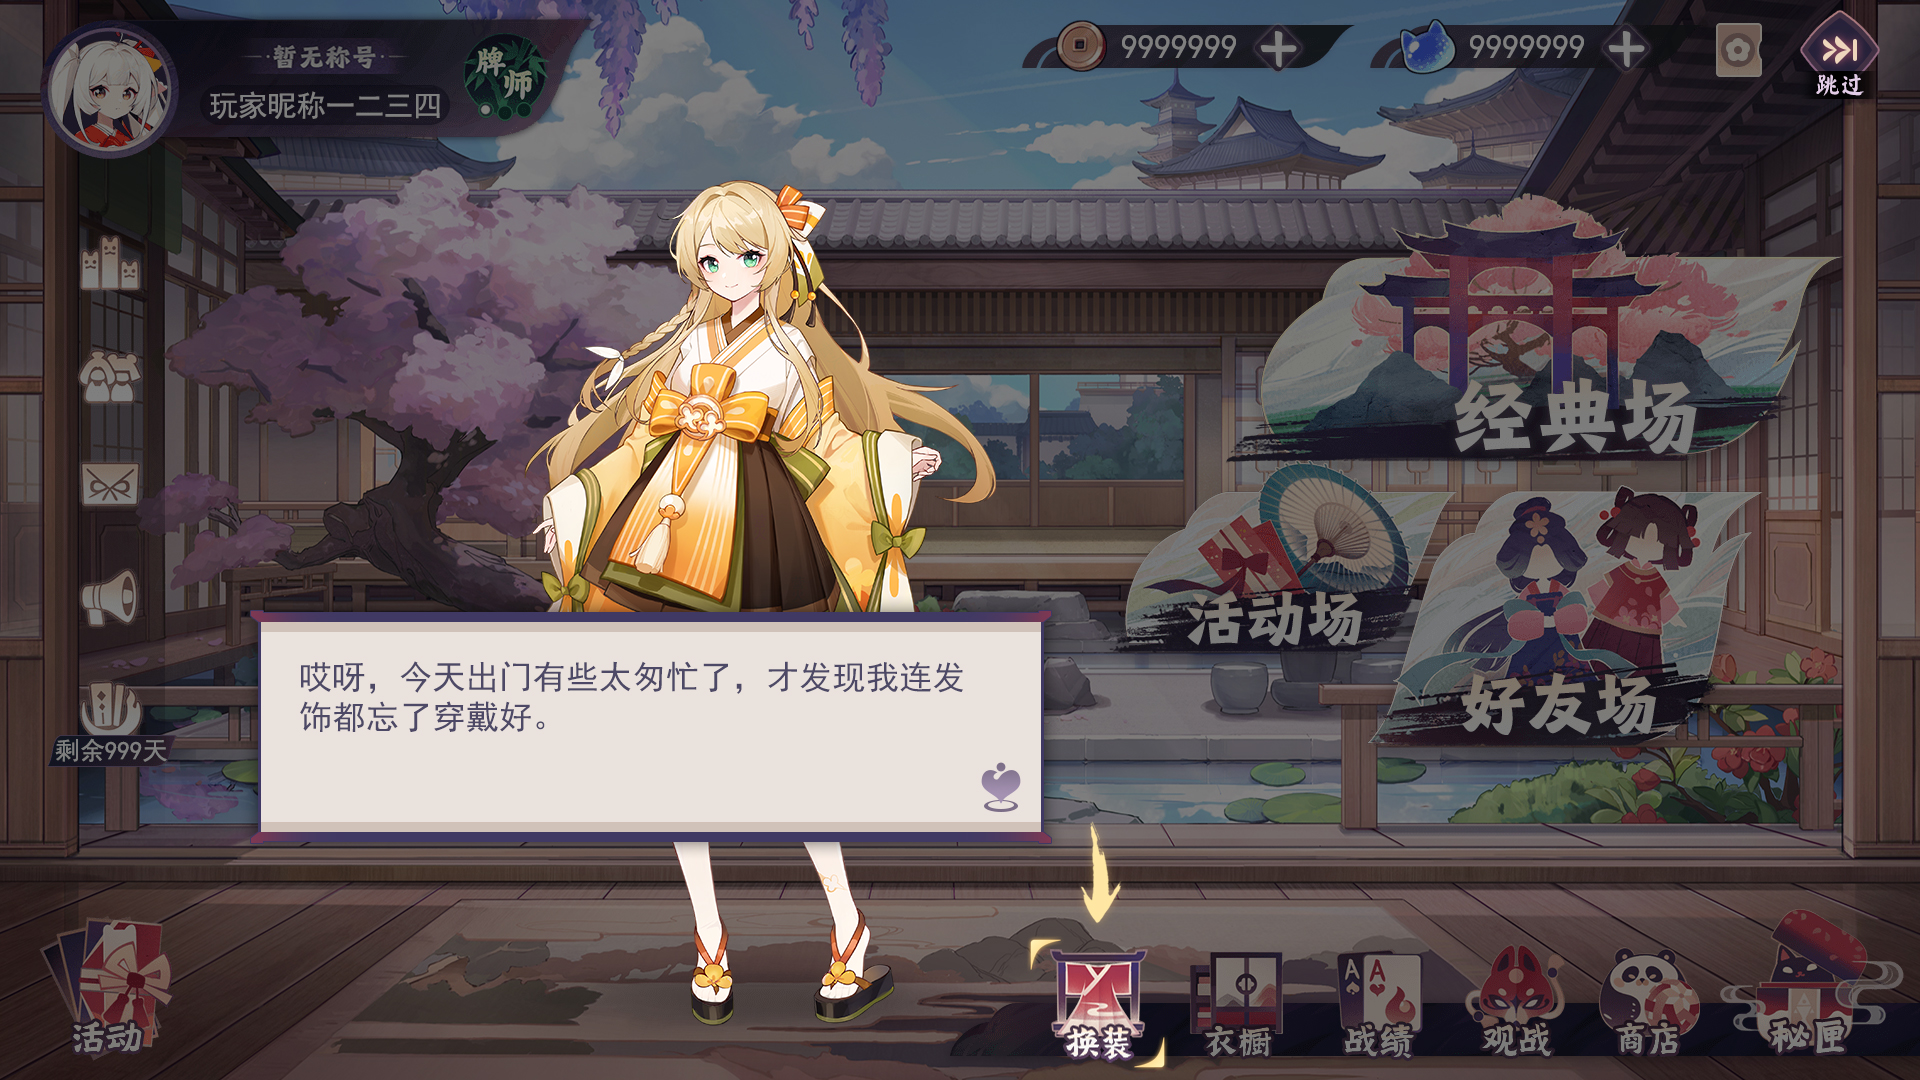 暂无称号
玩家昵称一二三四
牌师
9999999
9999999
跳过
经典场
活动场
好友场
剩余999天
哎呀，今天出门有些太匆忙了，才发现我连发
饰都忘了穿戴好。
活动
换装
衣橱
A
A
战绩
观战
商店
秘匣